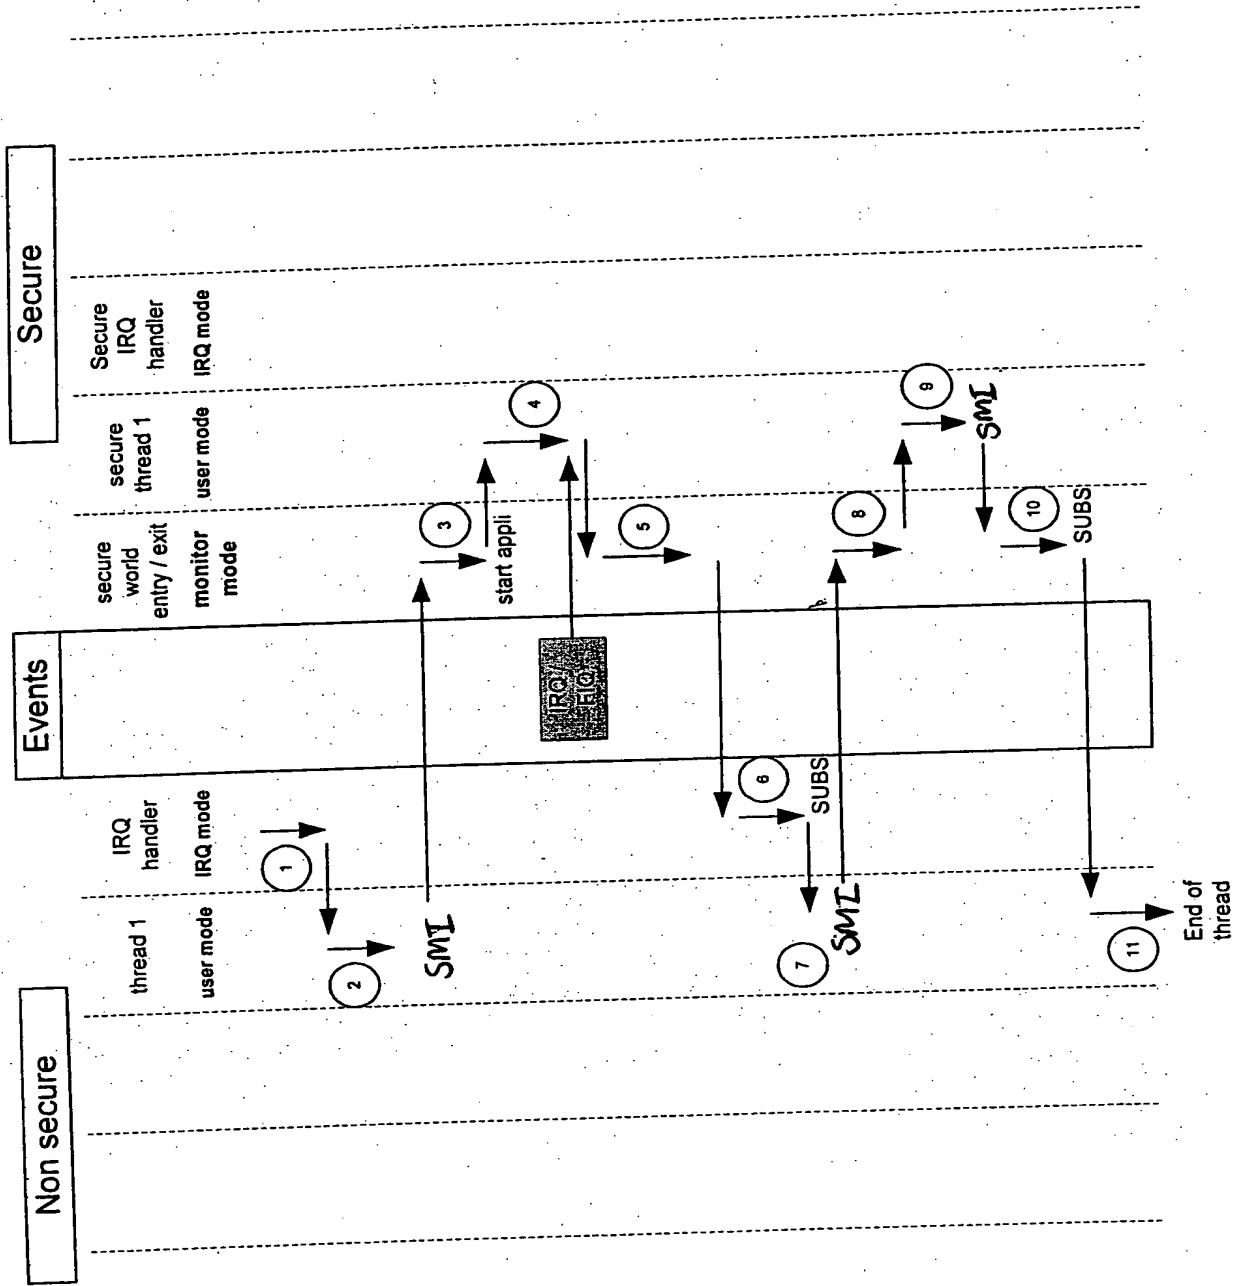 Non secure
Events
Secure
thread 1
user mode
IRQ
handler
IRQ mode
secure
world
entry / exit
monitor
mode
secure
thread 1
user mode
Secure
IRQ
handler
IRQ mode
1
2
SMI
3
start appli
4
IRQ /
FIQ
5
6
SUBS
7
SMI
8
9
SMI
10
SUBS
11
End of
thread